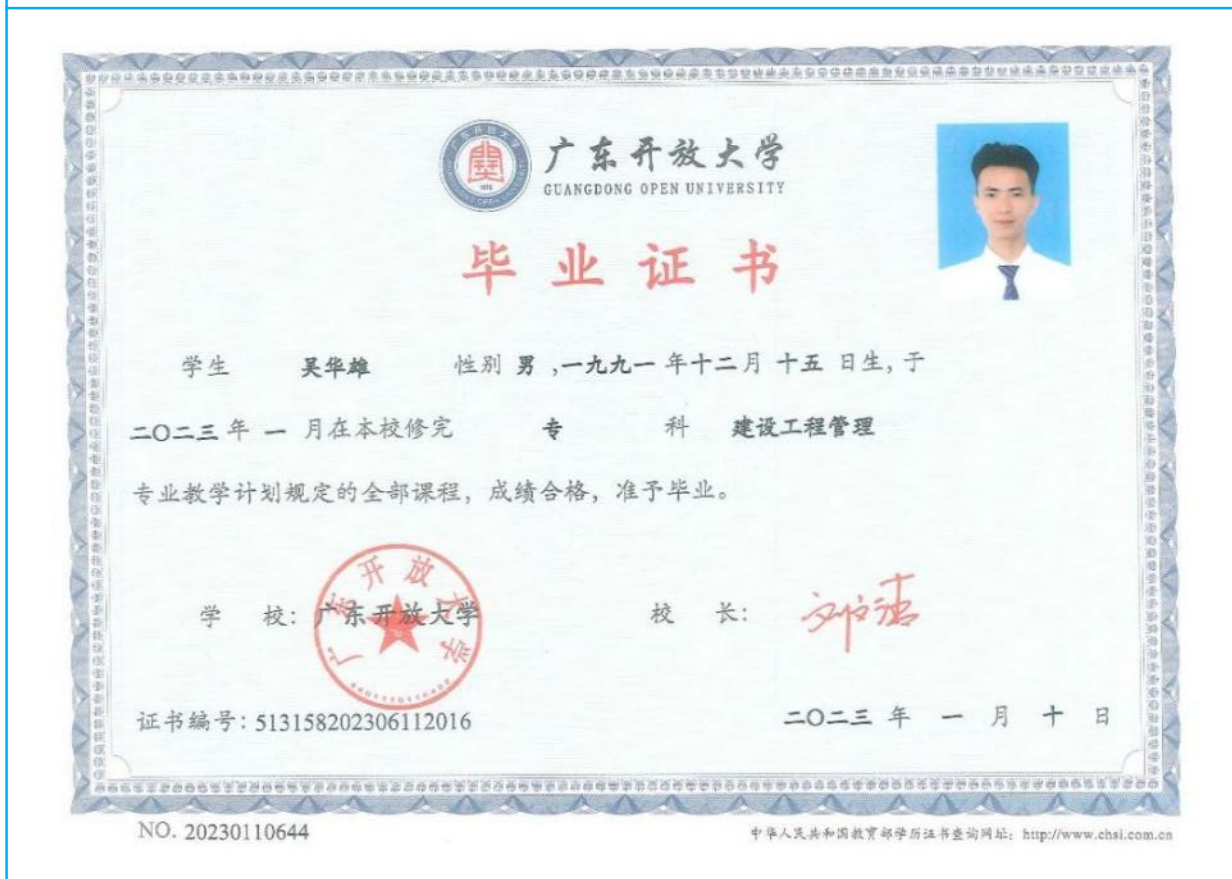 广东开放大学
GUANGDONG OPEN UNIVERSITY
毕业证书
学生 吴华雄 性别 男 ,一九九一 年十二月 十五 日生, 于
二〇二三 年 一 月在本校修完 专 科 建设工程管理
专业教学计划规定的全部课程, 成绩合格, 准予毕业。
学 校: 广东开放大学 校 长:
广东开放大学
证书编号: 513158202306112016 二〇二三 年 一 月 十 日
NO. 20230110644 中华人民共和国教育部学历证书查询网址: http://www.chsi.com.cn